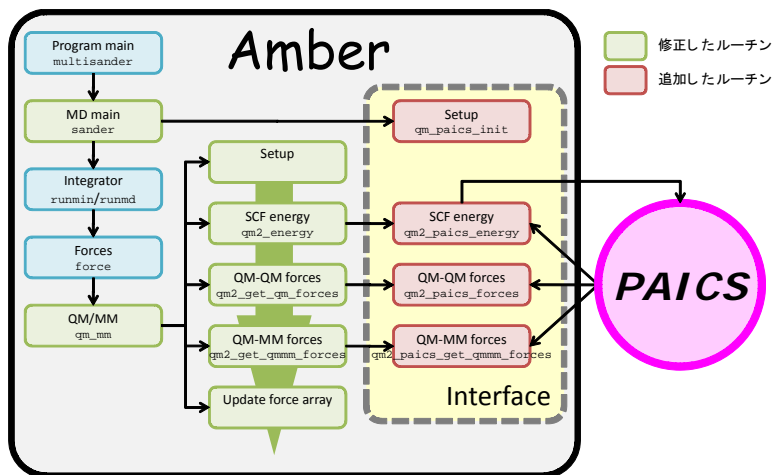 Amber
Program main
multisander
MD main
sander
Integrator
runmin/runmd
Forces
force
QM/MM
qm_mm
Setup
SCF energy
qm2_energy
QM-QM forces
qm2_get_qm_forces
QM-MM forces
qm2_get_qmmm_forces
Update force array
Setup
qm_paics_init
SCF energy
qm2_paics_energy
QM-QM forces
qm2_paics_forces
QM-MM forces
qm2_paics_get_qmmm_forces
Interface
修正したルーチン
追加したルーチン
PAICS